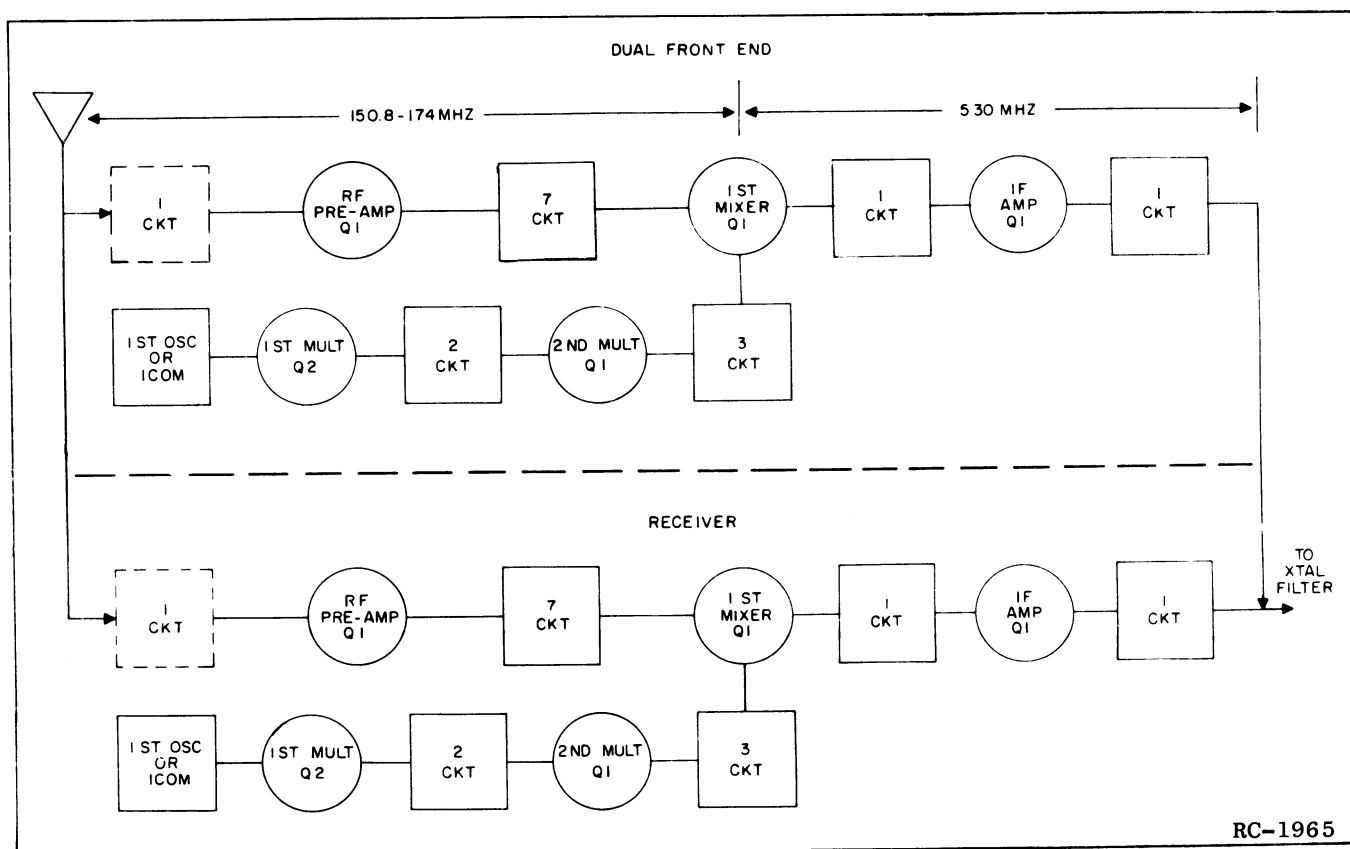 DUAL FRONT END
150.8-174 MHZ
5.30 MHZ
1
CKT
RF
PRE-AMP
Q1
7
CKT
1ST
MIXER
Q1
1
CKT
IF
AMP
Q1
1
CKT
1ST OSC
OR
ICOM
1ST MULT
Q2
2
CKT
2ND MULT
Q1
3
CKT
RECEIVER
1
CKT
RF
PRE-AMP
Q1
7
CKT
1ST
MIXER
Q1
1
CKT
IF
AMP
Q1
1
CKT
TO
XTAL
FILTER
1ST OSC
OR
ICOM
1ST MULT
Q2
2
CKT
2ND MULT
Q1
3
CKT
RC-1965